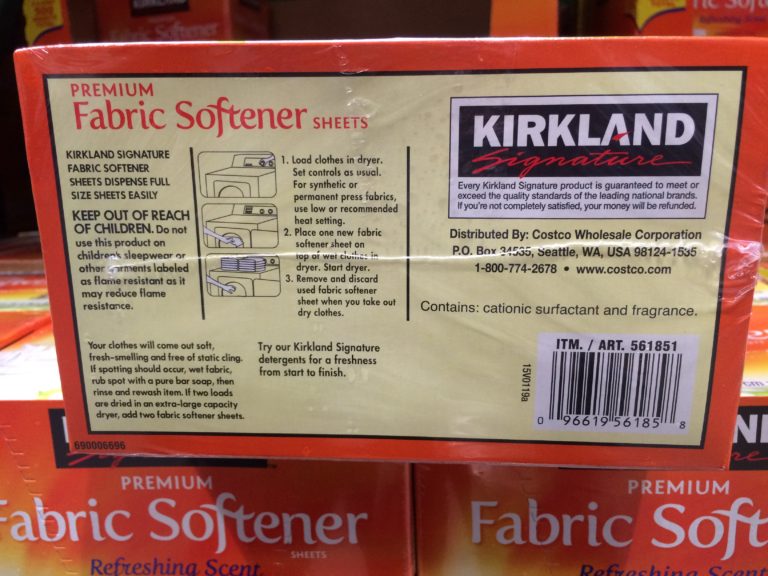 PREMIUM
Fabric Softener SHEETS
KIRKLAND SIGNATURE
FABRIC SOFTENER
SHEETS DISPENSE FULL
SIZE SHEETS EASILY
KEEP OUT OF REACH
OF CHILDREN. Do not
use this product on
children's sleepwear or
other garments labeled
as flame resistant as it
may reduce flame
resistance.
1. Load clothes in dryer.
Set controls as usual.
For synthetic or
permanent press fabrics,
use low or recommended
heat setting.
2. Place one new fabric
softener sheet on
top of wet clothes in
dryer. Start dryer.
3. Remove and discard
used fabric softener
sheet when you take out
dry clothes.
KIRKLAND
Signature
Every Kirkland Signature product is guaranteed to meet or
exceed the quality standards of the leading national brands.
If you're not completely satisfied, your money will be refunded.
Distributed By: Costco Wholesale Corporation
P.O. Box 34535, Seattle, WA, USA 98124-1535
1-800-774-2678 • www.costco.com
Contains: cationic surfactant and fragrance.
Your clothes will come out soft,
fresh-smelling and free of static cling.
If spotting should occur, wet fabric,
rub spot with a pure bar soap, then
rinse and rewash item. If two loads
are dried in an extra-large capacity
dryer, add two fabric softener sheets.
Try our Kirkland Signature
detergents for a freshness
from start to finish.
15V0119a
ITM. / ART. 561851
0 96619 56185 8
690006696
PREMIUM
Fabric Softener
SHEETS
Refreshing Scent
PREMIUM
Fabric Soft
Refreshing Scent